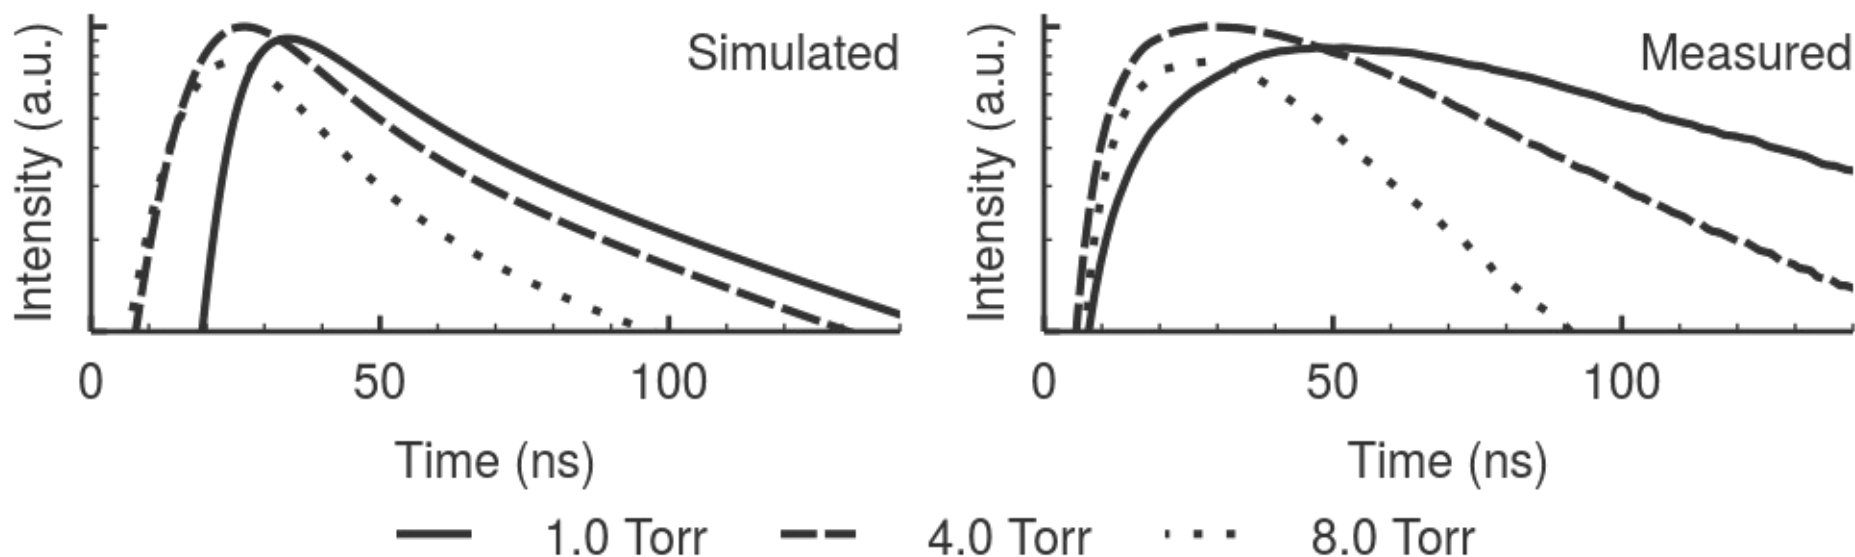 Intensity (a.u.)
Simulated
0 50 100
Time (ns)
Intensity (a.u.)
Measured
0 50 100
Time (ns)
1.0 Torr 4.0 Torr 8.0 Torr